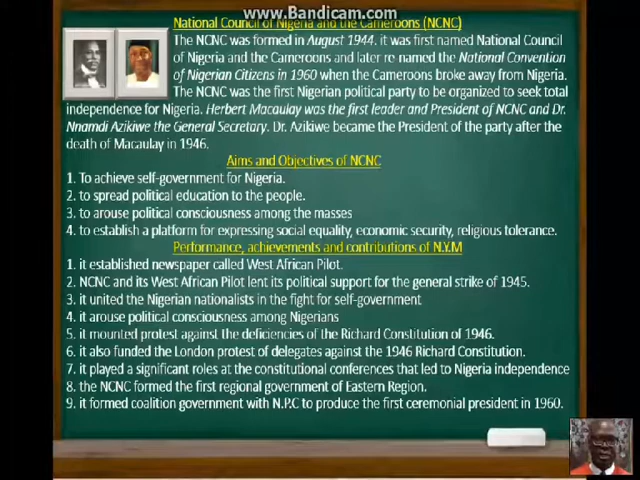 www.Bandicam.com
National Council of Nigeria and the Cameroons (NCNC)
The NCNC was formed in August 1944. it was first named National Council
of Nigeria and the Cameroons and later re-named the National Convention
of Nigerian Citizens in 1960 when the Cameroons broke away from Nigeria.
The NCNC was the first Nigerian political party to be organized to seek total
independence for Nigeria. Herbert Macaulay was the first leader and President of NCNC and Dr.
Nnamdi Azikiwe the General Secretary. Dr. Azikiwe became the President of the party after the
death of Macaulay in 1946.
Aims and Objectives of NCNC
1. To achieve self-government for Nigeria.
2. to spread political education to the people.
3. to arouse political consciousness among the masses
4. to establish a platform for expressing social equality, economic security, religious tolerance.
Performance, achievements and contributions of N.Y.M
1. it established newspaper called West African Pilot.
2. NCNC and its West African Pilot lent its political support for the general strike of 1945.
3. it united the Nigerian nationalists in the fight for self-government
4. it arouse political consciousness among Nigerians
5. it mounted protest against the deficiencies of the Richard Constitution of 1946.
6. it also funded the London protest of delegates against the 1946 Richard Constitution.
7. it played a significant roles at the constitutional conferences that led to Nigeria independence
8. the NCNC formed the first regional government of Eastern Region.
9. it formed coalition government with N.P.C to produce the first ceremonial president in 1960.